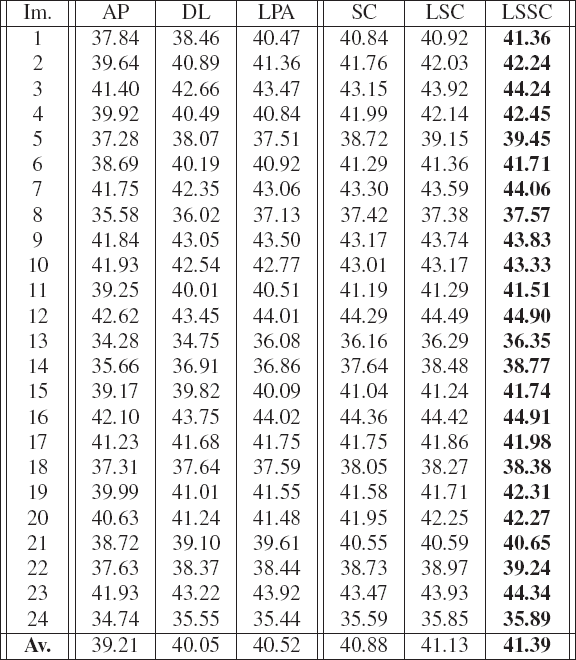 Im. AP DL LPA SC LSC LSSC
1 37.84 38.46 40.47 40.84 40.92 41.36
2 39.64 40.89 41.36 41.76 42.03 42.24
3 41.40 42.66 43.47 43.15 43.92 44.24
4 39.92 40.49 40.84 41.99 42.14 42.45
5 37.28 38.07 37.51 38.72 39.15 39.45
6 38.69 40.19 40.92 41.29 41.36 41.71
7 41.75 42.35 43.06 43.30 43.59 44.06
8 35.58 36.02 37.13 37.42 37.38 37.57
9 41.84 43.05 43.50 43.17 43.74 43.83
10 41.93 42.54 42.77 43.01 43.17 43.33
11 39.25 40.01 40.51 41.19 41.29 41.51
12 42.62 43.45 44.01 44.29 44.49 44.90
13 34.28 34.75 36.08 36.16 36.29 36.35
14 35.66 36.91 36.86 37.64 38.48 38.77
15 39.17 39.82 40.09 41.04 41.24 41.74
16 42.10 43.75 44.02 44.36 44.42 44.91
17 41.23 41.68 41.75 41.75 41.86 41.98
18 37.31 37.64 37.59 38.05 38.27 38.38
19 39.99 41.01 41.55 41.58 41.71 42.31
20 40.63 41.24 41.48 41.95 42.25 42.27
21 38.72 39.10 39.61 40.55 40.59 40.65
22 37.63 38.37 38.44 38.73 38.97 39.24
23 41.93 43.22 43.92 43.47 43.93 44.34
24 34.74 35.55 35.44 35.59 35.85 35.89
Av. 39.21 40.05 40.52 40.88 41.13 41.39